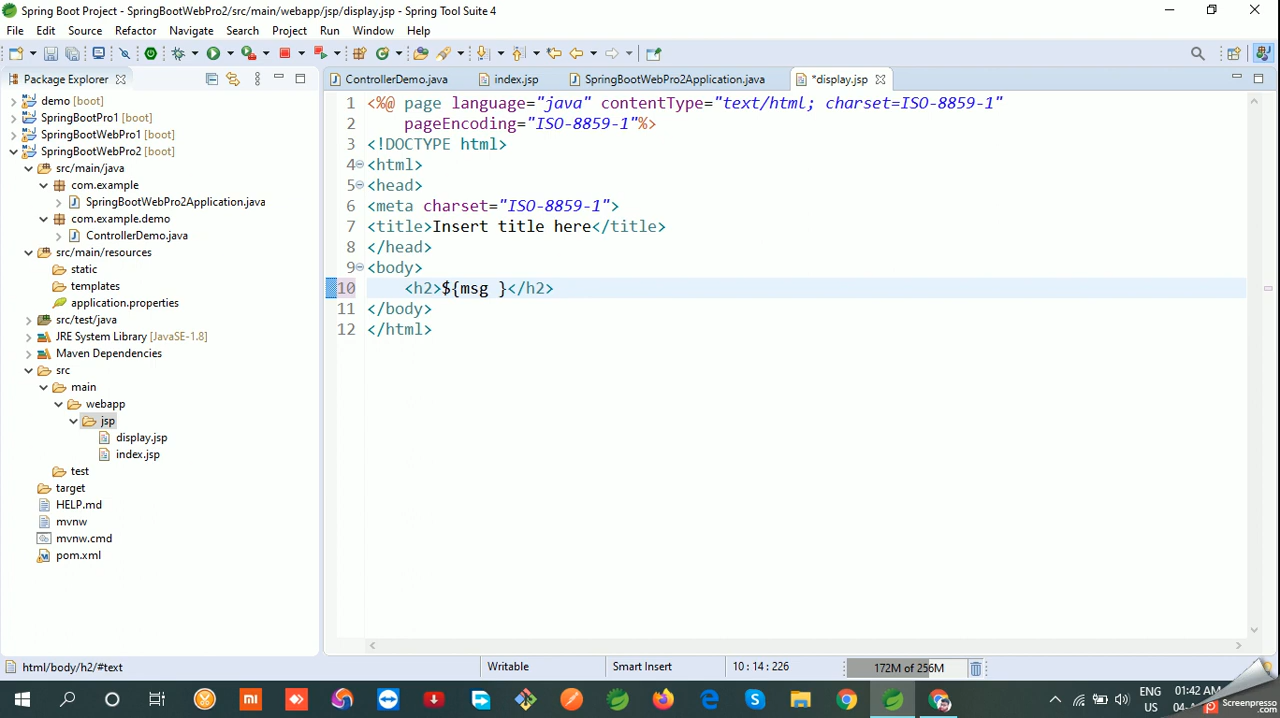 Spring Boot Project - SpringBootWebPro2/src/main/webapp/jsp/display.jsp - Spring Tool Suite 4
File Edit Source Refactor Navigate Search Project Run Window Help
Package Explorer
ControllerDemo.java index.jsp SpringBootWebPro2Application.java *display.jsp
demo [boot]
SpringBootPro1 [boot]
SpringBootWebPro1 [boot]
SpringBootWebPro2 [boot]
src/main/java
com.example
SpringBootWebPro2Application.java
com.example.demo
ControllerDemo.java
src/main/resources
static
templates
application.properties
src/test/java
JRE System Library [JavaSE-1.8]
Maven Dependencies
src
main
webapp
jsp
display.jsp
index.jsp
test
target
HELP.md
mvnw
mvnw.cmd
pom.xml
1 <%@ page language="java" contentType="text/html; charset=ISO-8859-1"
2 pageEncoding="ISO-8859-1"%>
3 <!DOCTYPE html>
4 <html>
5 <head>
6 <meta charset="ISO-8859-1">
7 <title>Insert title here</title>
8 </head>
9 <body>
10 <h2>${msg }</h2>
11 </body>
12 </html>
html/body/h2/#text Writable Smart Insert 10 : 14 : 226 172M of 256M
ENG 01:42 AM
US 04-
Screenpresso
.com